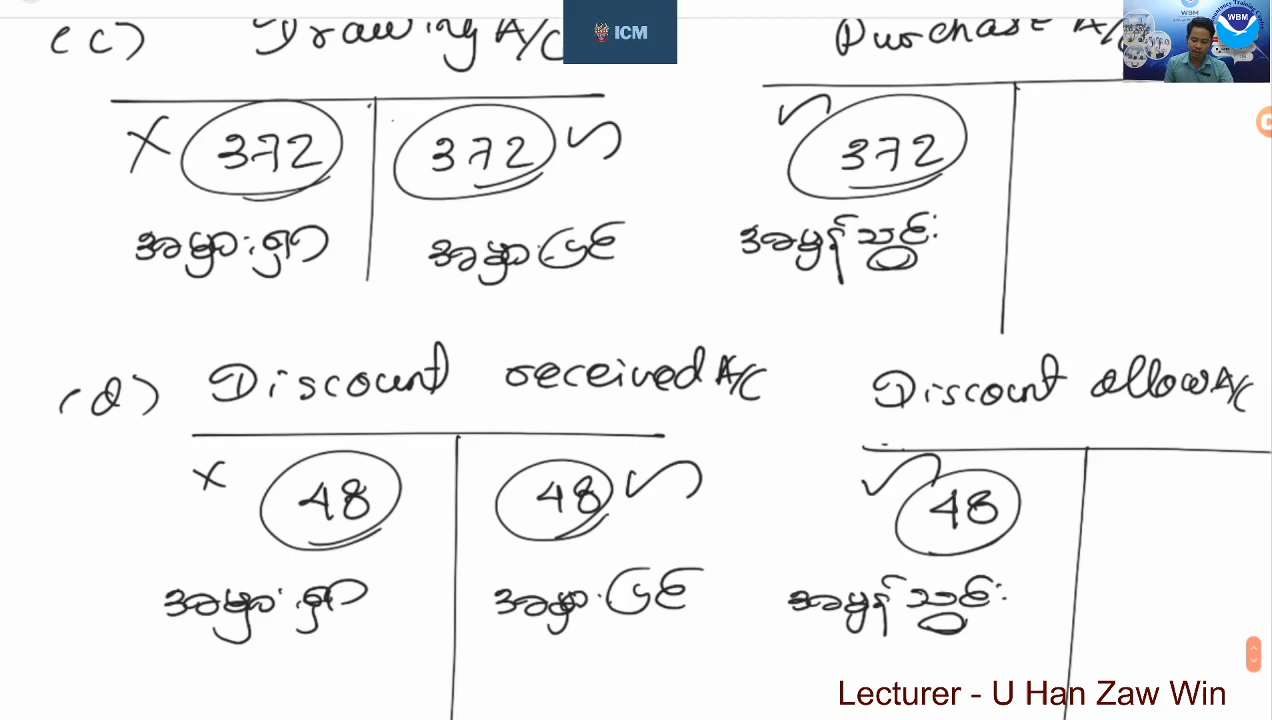 (c) Drawing A/C Purchase A/C
ICM
WBM
WBM
X 372 372 ✓ ✓ 372
အမှားရှာ အမှားပြင် အမှန်သွင်း
(d) Discount received A/C Discount allow A/C
X 48 48 ✓ ✓ 48
အမှားရှာ အမှားပြင် အမှန်သွင်း
Lecturer - U Han Zaw Win